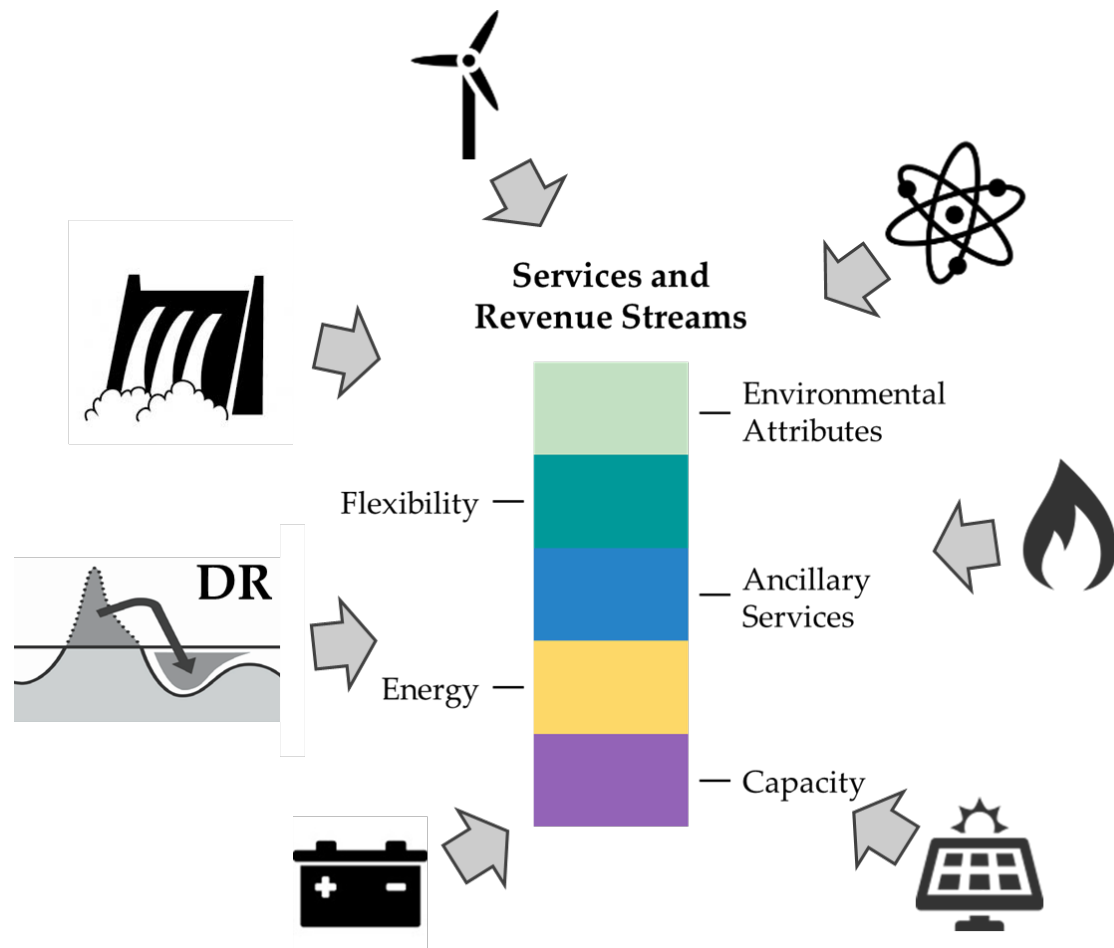 Services and
Revenue Streams
Environmental
Attributes
Flexibility
DR
Ancillary
Services
Energy
Capacity